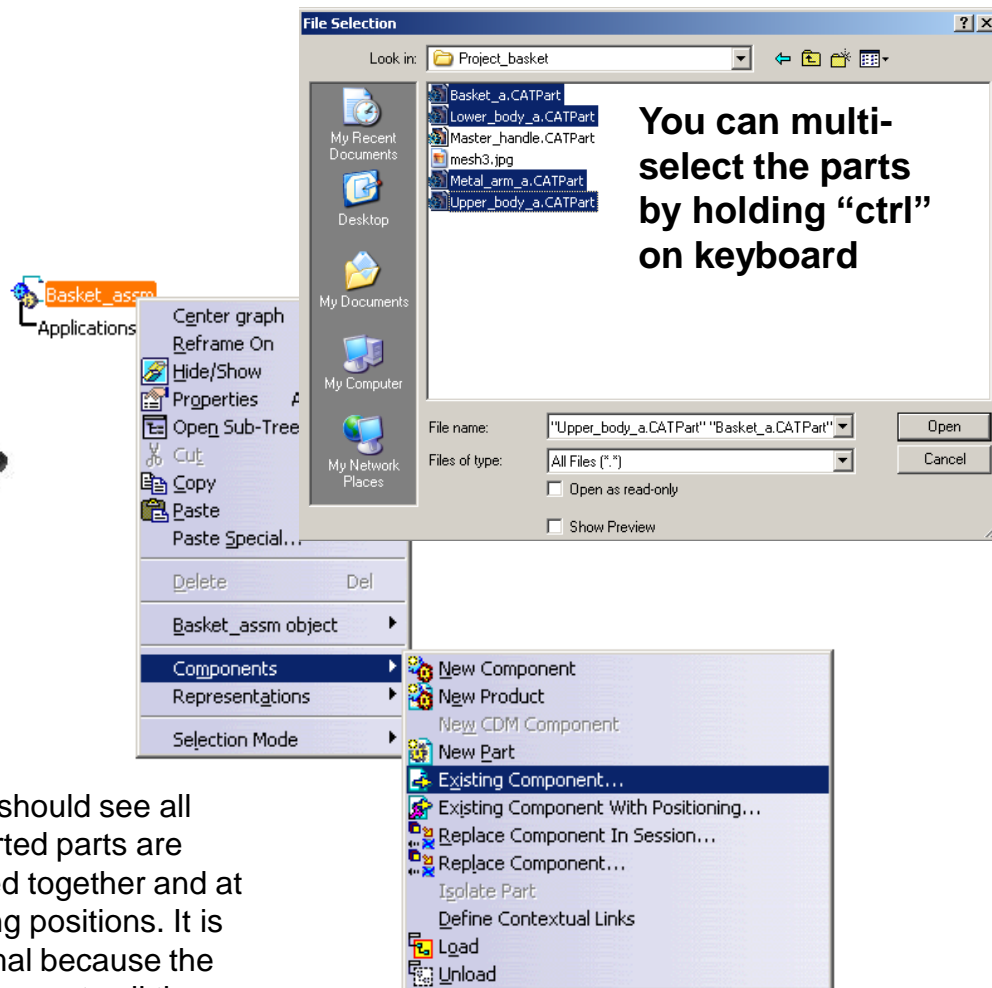 File Selection
Look in:
Project_basket
Basket_a.CATPart
Lower_body_a.CATPart
Master_handle.CATPart
mesh3.jpg
Metal_arm_a.CATPart
Upper_body_a.CATPart
My Recent
Documents
Desktop
My Documents
My Computer
My Network
Places
You can multi-
select the parts
by holding “ctrl”
on keyboard
File name:
"Upper_body_a.CATPart" "Basket_a.CATPart"
Open
Files of type:
All Files (*.*)
Cancel
Open as read-only
Show Preview
Basket_assm
Applications
Center graph
Reframe On
Hide/Show
Properties A
Open Sub-Tree
Cut
Copy
Paste
Paste Special...
Delete Del
Basket_assm object
Components
Representations
Selection Mode
New Component
New Product
New CDM Component
New Part
Existing Component...
Existing Component With Positioning...
Replace Component In Session...
Replace Component...
Isolate Part
Define Contextual Links
Load
Unload
should see all
rted parts are
ed together and at
ng positions. It is
nal because the